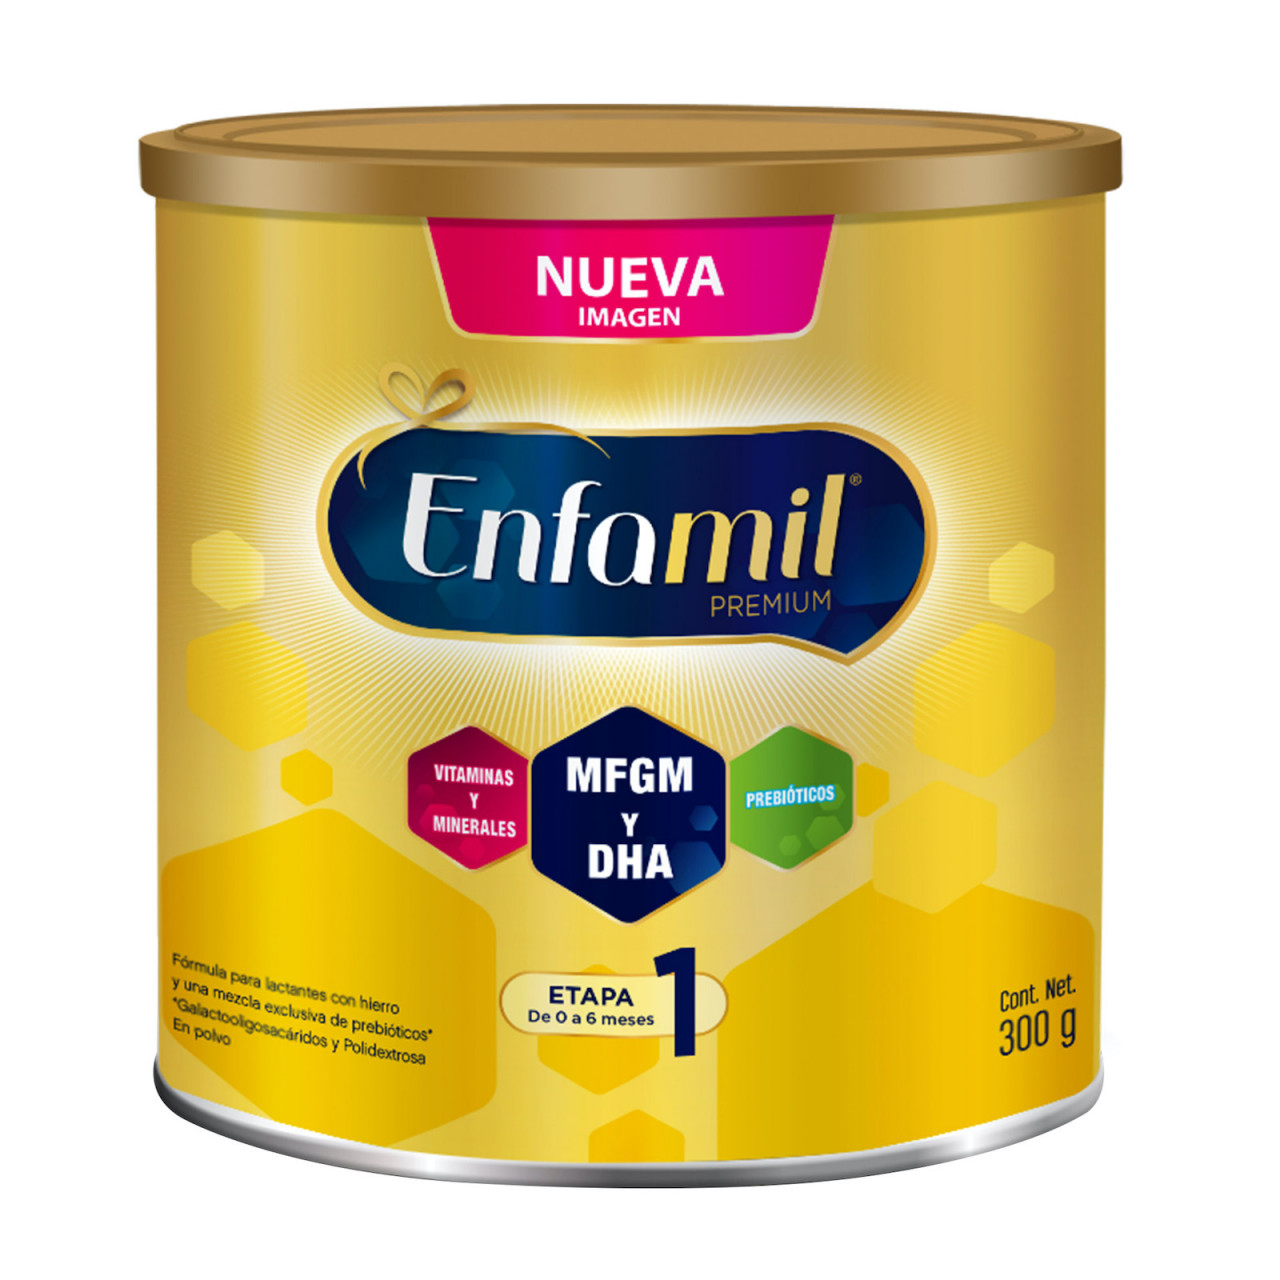 NUEVA
IMAGEN
Enfamil®
PREMIUM
VITAMINAS
Y
MINERALES
MFGM
Y
DHA
PREBIÓTICOS
ETAPA 1
De 0 a 6 meses
Fórmula para lactantes con hierro
y una mezcla exclusiva de prebióticos*
*Galactooligosacáridos y Polidextrosa
En polvo
Cont. Net.
300 g